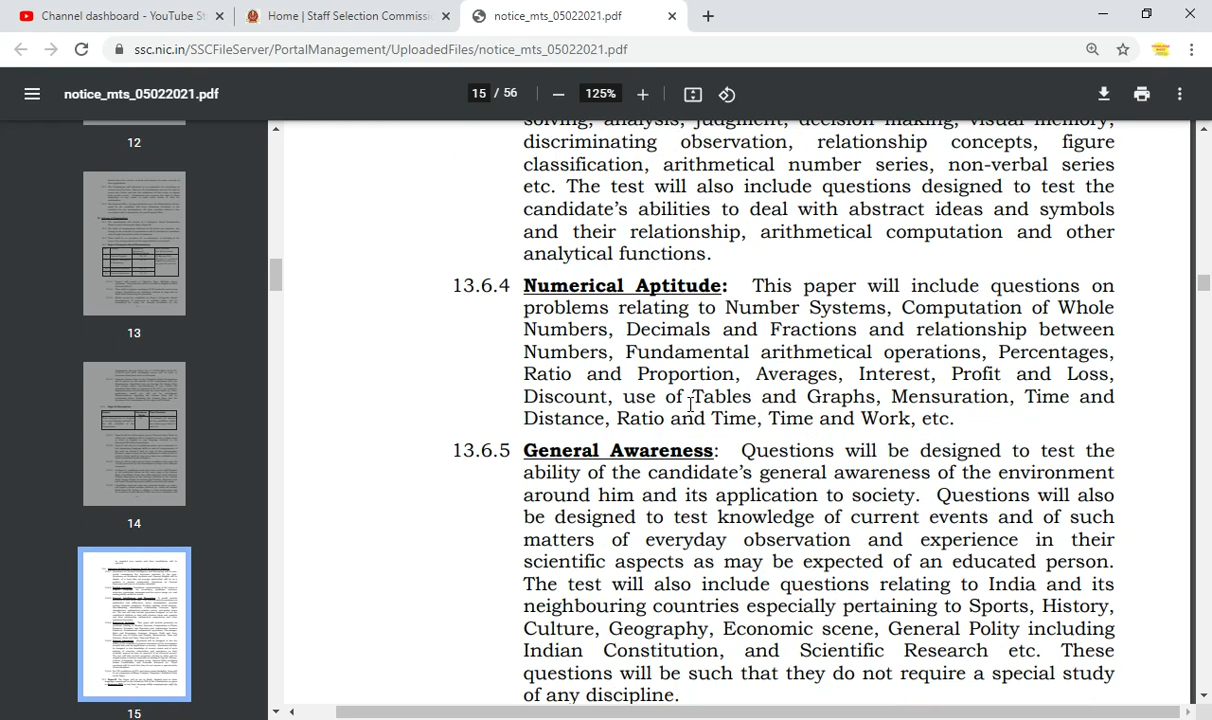 Channel dashboard - YouTube St
Home | Staff Selection Commissi
notice_mts_05022021.pdf
ssc.nic.in/SSCFileServer/PortalManagement/UploadedFiles/notice_mts_05022021.pdf
notice_mts_05022021.pdf
15 / 56
125%
12
13
14
15
solving, analysis, judgment, decision making, visual memory,
discriminating observation, relationship concepts, figure
classification, arithmetical number series, non-verbal series
etc. The test will also include questions designed to test the
candidate's abilities to deal with abstract ideas and symbols
and their relationship, arithmetical computation and other
analytical functions.
13.6.4 Numerical Aptitude: This paper will include questions on
problems relating to Number Systems, Computation of Whole
Numbers, Decimals and Fractions and relationship between
Numbers, Fundamental arithmetical operations, Percentages,
Ratio and Proportion, Averages, Interest, Profit and Loss,
Discount, use of Tables and Graphs, Mensuration, Time and
Distance, Ratio and Time, Time and Work, etc.
13.6.5 General Awareness: Questions will be designed to test the
ability of the candidate's general awareness of the environment
around him and its application to society. Questions will also
be designed to test knowledge of current events and of such
matters of everyday observation and experience in their
scientific aspects as may be expected of an educated person.
The test will also include questions relating to India and its
neighbouring countries especially pertaining to Sports, History,
Culture, Geography, Economic scene, General Polity including
Indian Constitution, and Scientific Research etc. These
questions will be such that they do not require a special study
of any discipline.